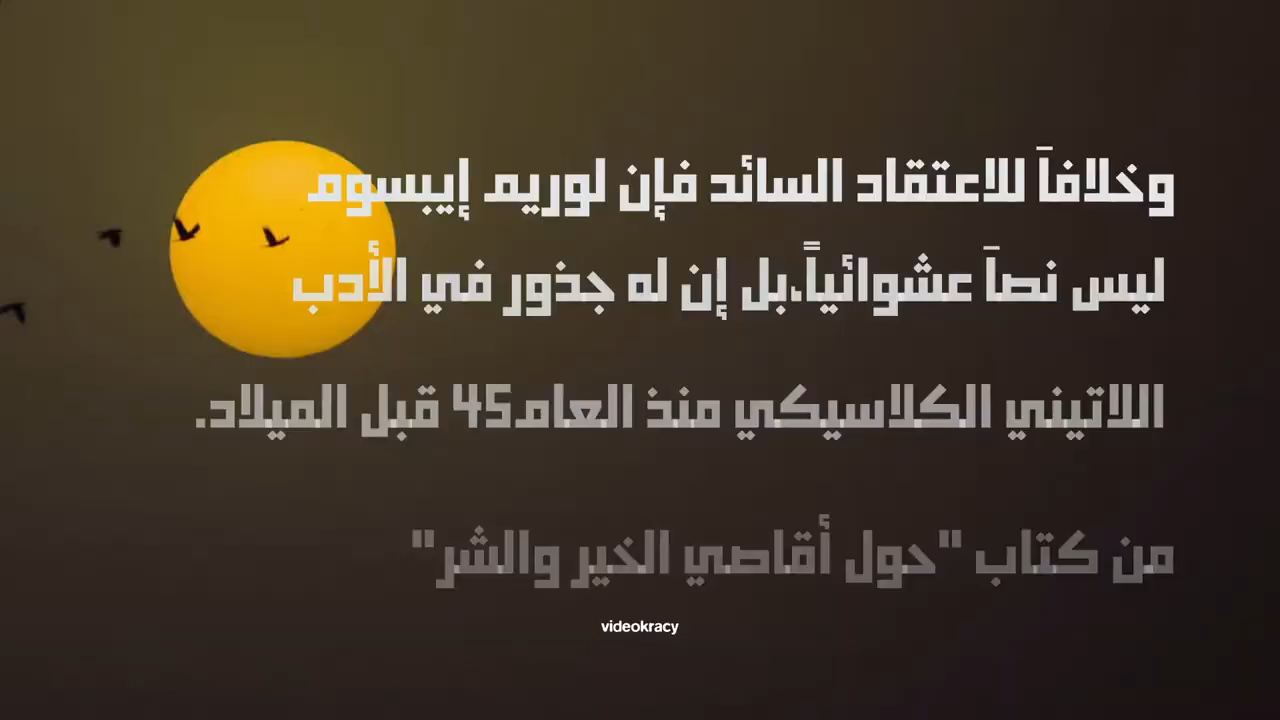 وخلافاَ للاعتقاد السائد فإن لوريم إيبسوم
ليس نصاَ عشوائياً،بل إن له جذور في الأدب
اللاتيني الكلاسيكي منذ العام45 قبل الميلاد.
من كتاب "حول أقاصي الخير والشر"
videokracy